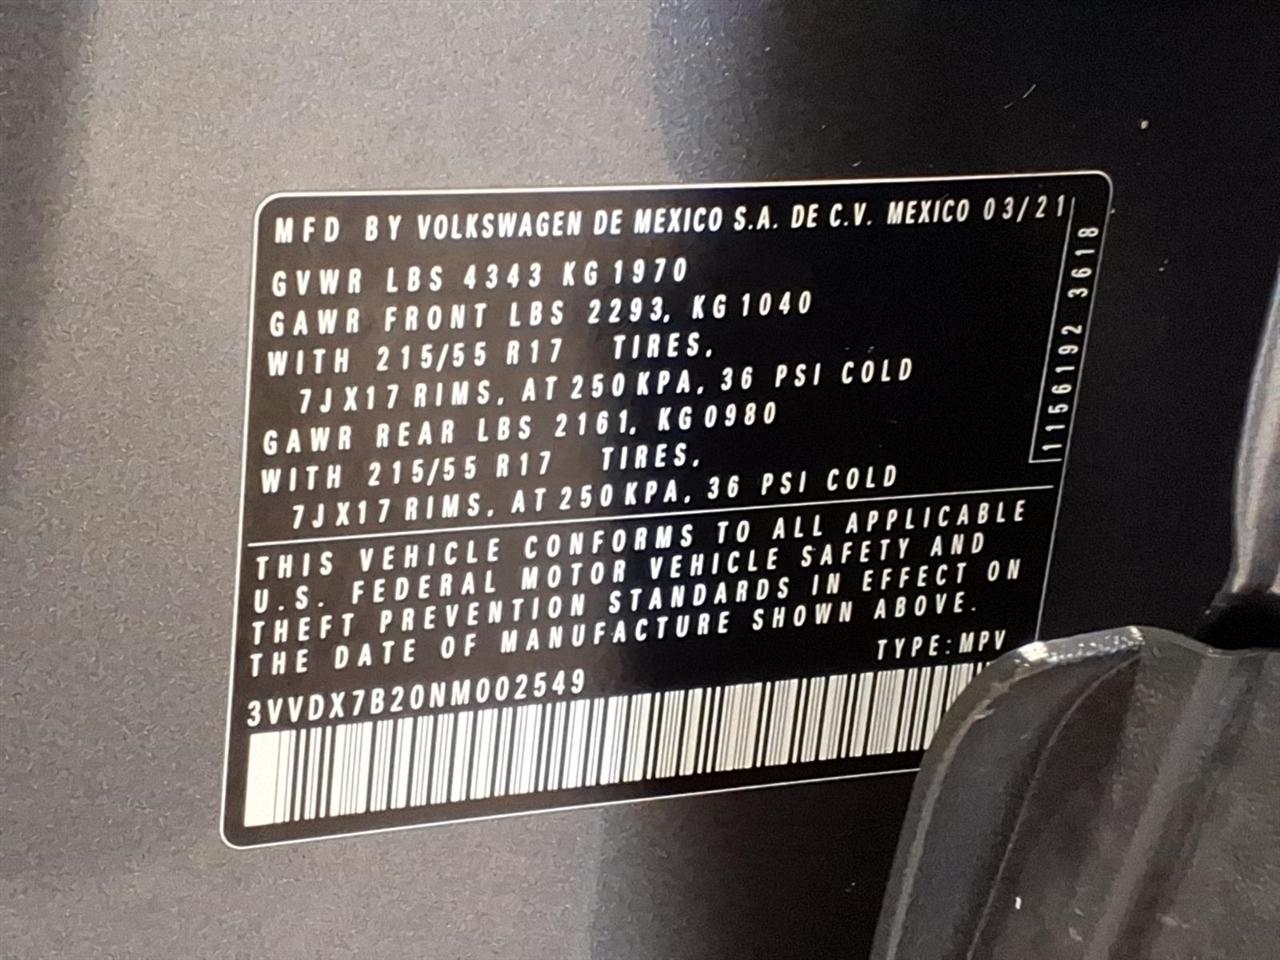 MFD BY VOLKSWAGEN DE MEXICO S.A. DE C.V. MEXICO 03/21
GVWR LBS 4343 KG 1970
GAWR FRONT LBS 2293, KG 1040
WITH 215/55 R17 TIRES,
7J X17 RIMS, AT 250 KPA, 36 PSI COLD
GAWR REAR LBS 2161, KG 0980
WITH 215/55 R17 TIRES,
7J X17 RIMS, AT 250 KPA, 36 PSI COLD
1156192 3618
THIS VEHICLE CONFORMS TO ALL APPLICABLE
U.S. FEDERAL MOTOR VEHICLE SAFETY AND
THEFT PREVENTION STANDARDS IN EFFECT ON
THE DATE OF MANUFACTURE SHOWN ABOVE.
TYPE: MPV
3VVDX7B20NM002549